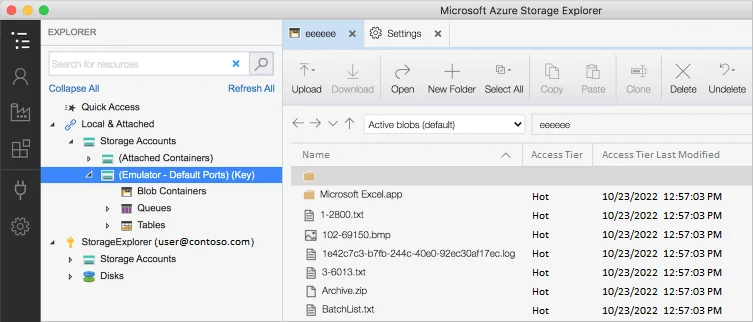 Microsoft Azure Storage Explorer
EXPLORER
Search for resources
Collapse All Refresh All
Quick Access
Local & Attached
Storage Accounts
(Attached Containers)
(Emulator - Default Ports) (Key)
Blob Containers
Queues
Tables
StorageExplorer (user@contoso.com)
Storage Accounts
Disks
eeeeee Settings
Upload Download Open New Folder Select All Copy Paste Clone Delete Undelete
Active blobs (default) eeeeee
Name Access Tier Access Tier Last Modified
Microsoft Excel.app Hot 10/23/2022 12:57:03 PM
1-2800.txt Hot 10/23/2022 12:57:03 PM
102-69150.bmp Hot 10/23/2022 12:57:03 PM
1e42c7c3-b7fb-244c-40e0-92ec30af17ec.log Hot 10/23/2022 12:57:03 PM
3-6013.txt Hot 10/23/2022 12:57:03 PM
Archive.zip Hot 10/23/2022 12:57:03 PM
BatchList.txt Hot 10/23/2022 12:57:03 PM